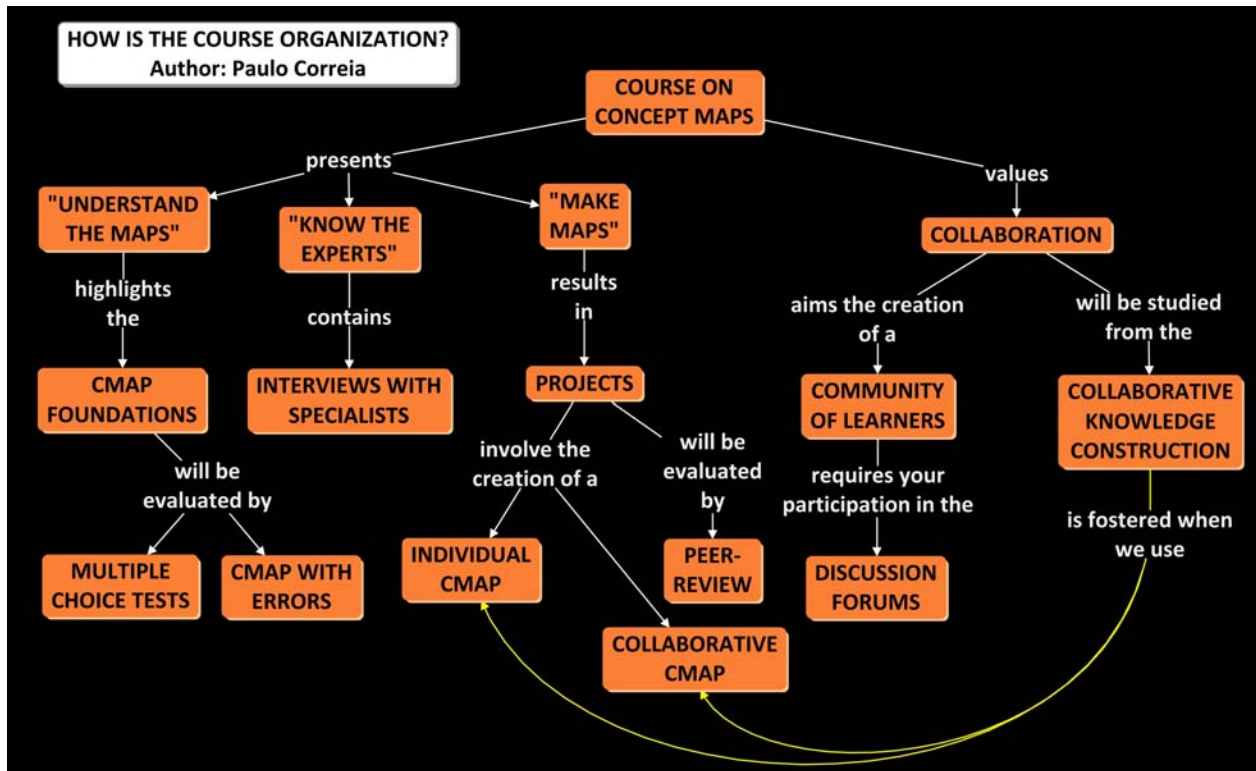 HOW IS THE COURSE ORGANIZATION?
Author: Paulo Correia
COURSE ON
CONCEPT MAPS
presents
values
"UNDERSTAND
THE MAPS"
"KNOW THE
EXPERTS"
"MAKE
MAPS"
COLLABORATION
highlights
the
contains
results
in
aims the creation
of a
will be studied
from the
CMAP
FOUNDATIONS
INTERVIEWS WITH
SPECIALISTS
PROJECTS
COMMUNITY
OF LEARNERS
COLLABORATIVE
KNOWLEDGE
CONSTRUCTION
will be
evaluated by
involve the
creation of a
will be
evaluated
by
requires your
participation in the
is fostered when
we use
MULTIPLE
CHOICE TESTS
CMAP WITH
ERRORS
INDIVIDUAL
CMAP
PEER-
REVIEW
DISCUSSION
FORUMS
COLLABORATIVE
CMAP